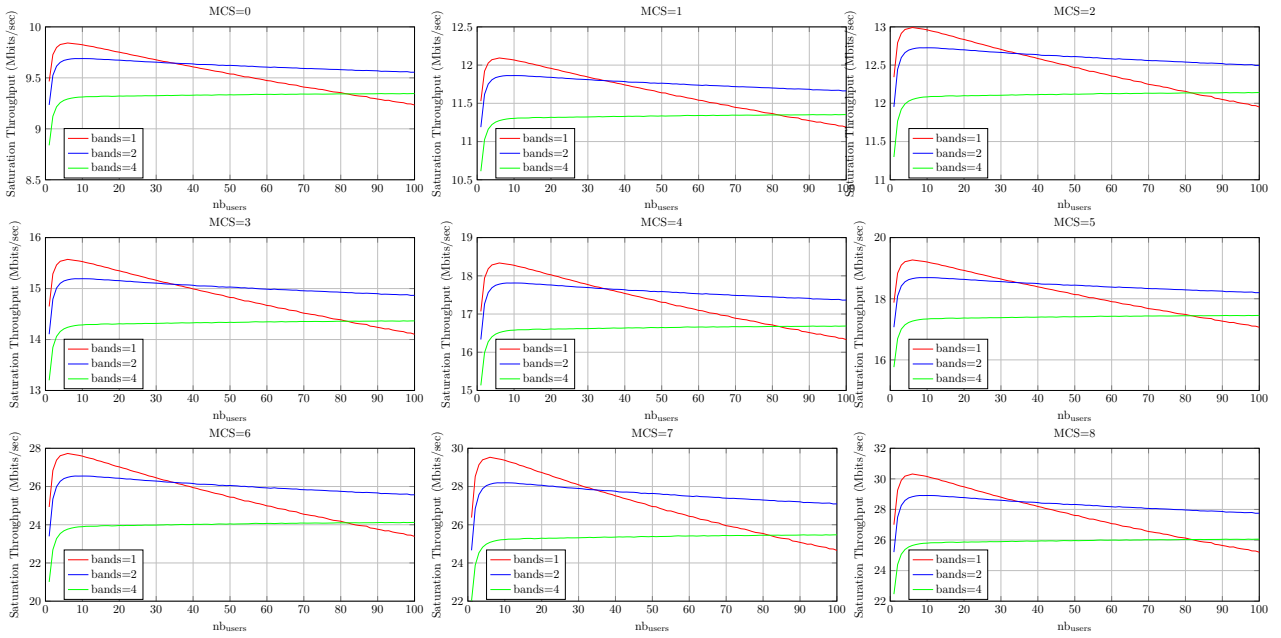 MCS=0
Saturation Throughput (Mbits/sec)
10
9.5
9
8.5
bands=1
bands=2
bands=4
0 10 20 30 40 50 60 70 80 90 100
nb_users
MCS=1
Saturation Throughput (Mbits/sec)
12
11.5
11
10.5
bands=1
bands=2
bands=4
0 10 20 30 40 50 60 70 80 90 100
nb_users
MCS=2
Saturation Throughput (Mbits/sec)
13
12.5
12
11.5
11
bands=1
bands=2
bands=4
0 10 20 30 40 50 60 70 80 90 100
nb_users
MCS=3
Saturation Throughput (Mbits/sec)
16
15
14
13
bands=1
bands=2
bands=4
0 10 20 30 40 50 60 70 80 90 100
nb_users
MCS=4
Saturation Throughput (Mbits/sec)
19
18
17
16
15
bands=1
bands=2
bands=4
0 10 20 30 40 50 60 70 80 90 100
nb_users
MCS=5
Saturation Throughput (Mbits/sec)
20
18
16
bands=1
bands=2
bands=4
0 10 20 30 40 50 60 70 80 90 100
nb_users
MCS=6
Saturation Throughput (Mbits/sec)
28
26
24
22
20
bands=1
bands=2
bands=4
0 10 20 30 40 50 60 70 80 90 100
nb_users
MCS=7
Saturation Throughput (Mbits/sec)
30
28
26
24
22
bands=1
bands=2
bands=4
0 10 20 30 40 50 60 70 80 90 100
nb_users
MCS=8
Saturation Throughput (Mbits/sec)
32
30
28
26
24
22
bands=1
bands=2
bands=4
0 10 20 30 40 50 60 70 80 90 100
nb_users